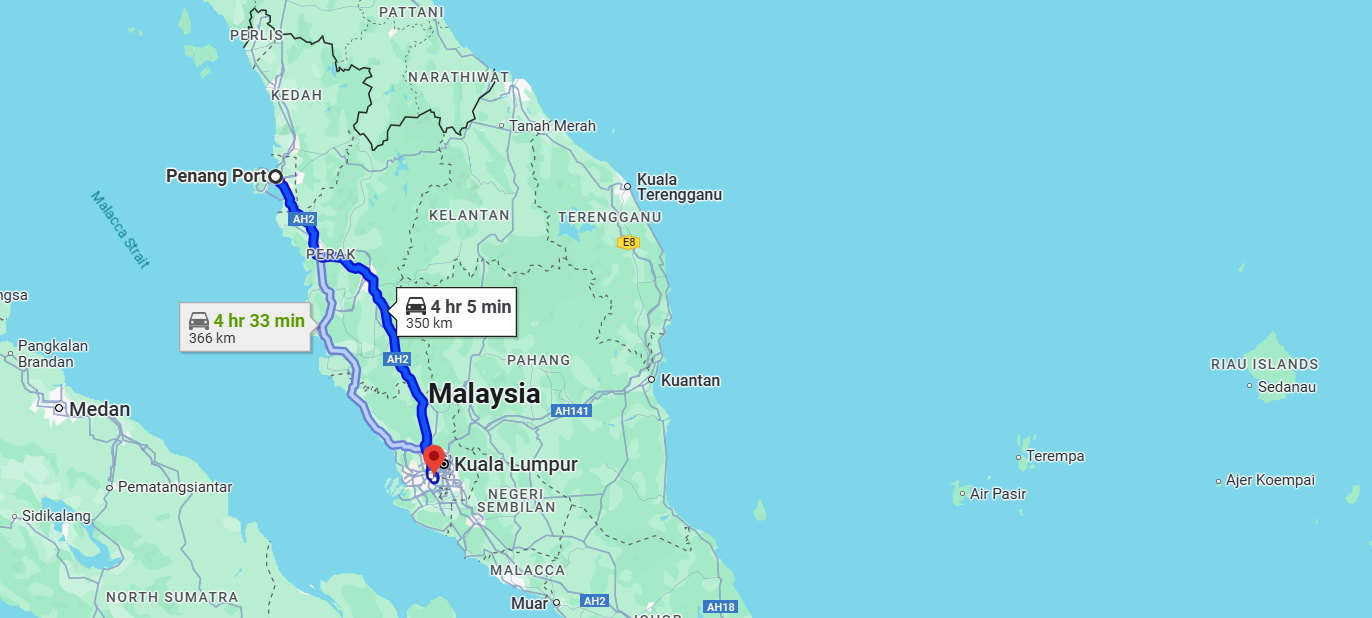 PATTANI
PERLIS
NARATHIWAT
KEDAH
Tanah Merah
Penang Port
Kuala
Terengganu
Malacca Strait
AH2
KELANTAN
TERENGGANU
E8
PERAK
ngsa
4 hr 5 min
350 km
4 hr 33 min
366 km
Pangkalan
Brandan
AH2
PAHANG
RIAU ISLANDS
Kuantan
Sedanau
Malaysia
Medan
AH141
Terempa
Kuala Lumpur
Ajer Koempai
Pematangsiantar
NEGERI
SEMBILAN
Air Pasir
Sidikalang
MALACCA
NORTH SUMATRA
Muar
AH2
AH18
JOHOR